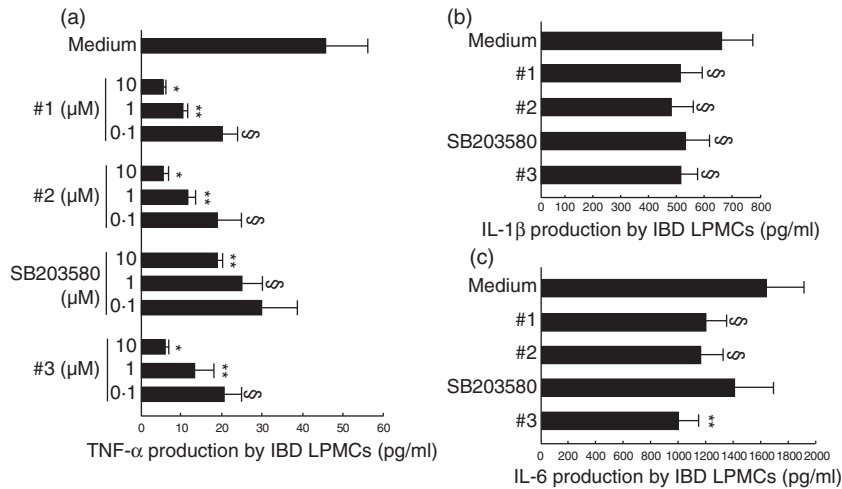 (a)
Medium
#1 (µM)
10
*
1
**
0·1
§
#2 (µM)
10
*
1
**
0·1
§
SB203580
(µM)
10
**
1
§
0·1
#3 (µM)
10
*
1
**
0·1
§
0 10 20 30 40 50 60
TNF-α production by IBD LPMCs (pg/ml)
(b)
Medium
#1 §
#2 §
SB203580 §
#3 §
0 100 200 300 400 500 600 700 800
IL-1β production by IBD LPMCs (pg/ml)
(c)
Medium
#1 §
#2 §
SB203580
#3 **
0 200 400 600 800 1000 1200 1400 1600 1800 2000
IL-6 production by IBD LPMCs (pg/ml)